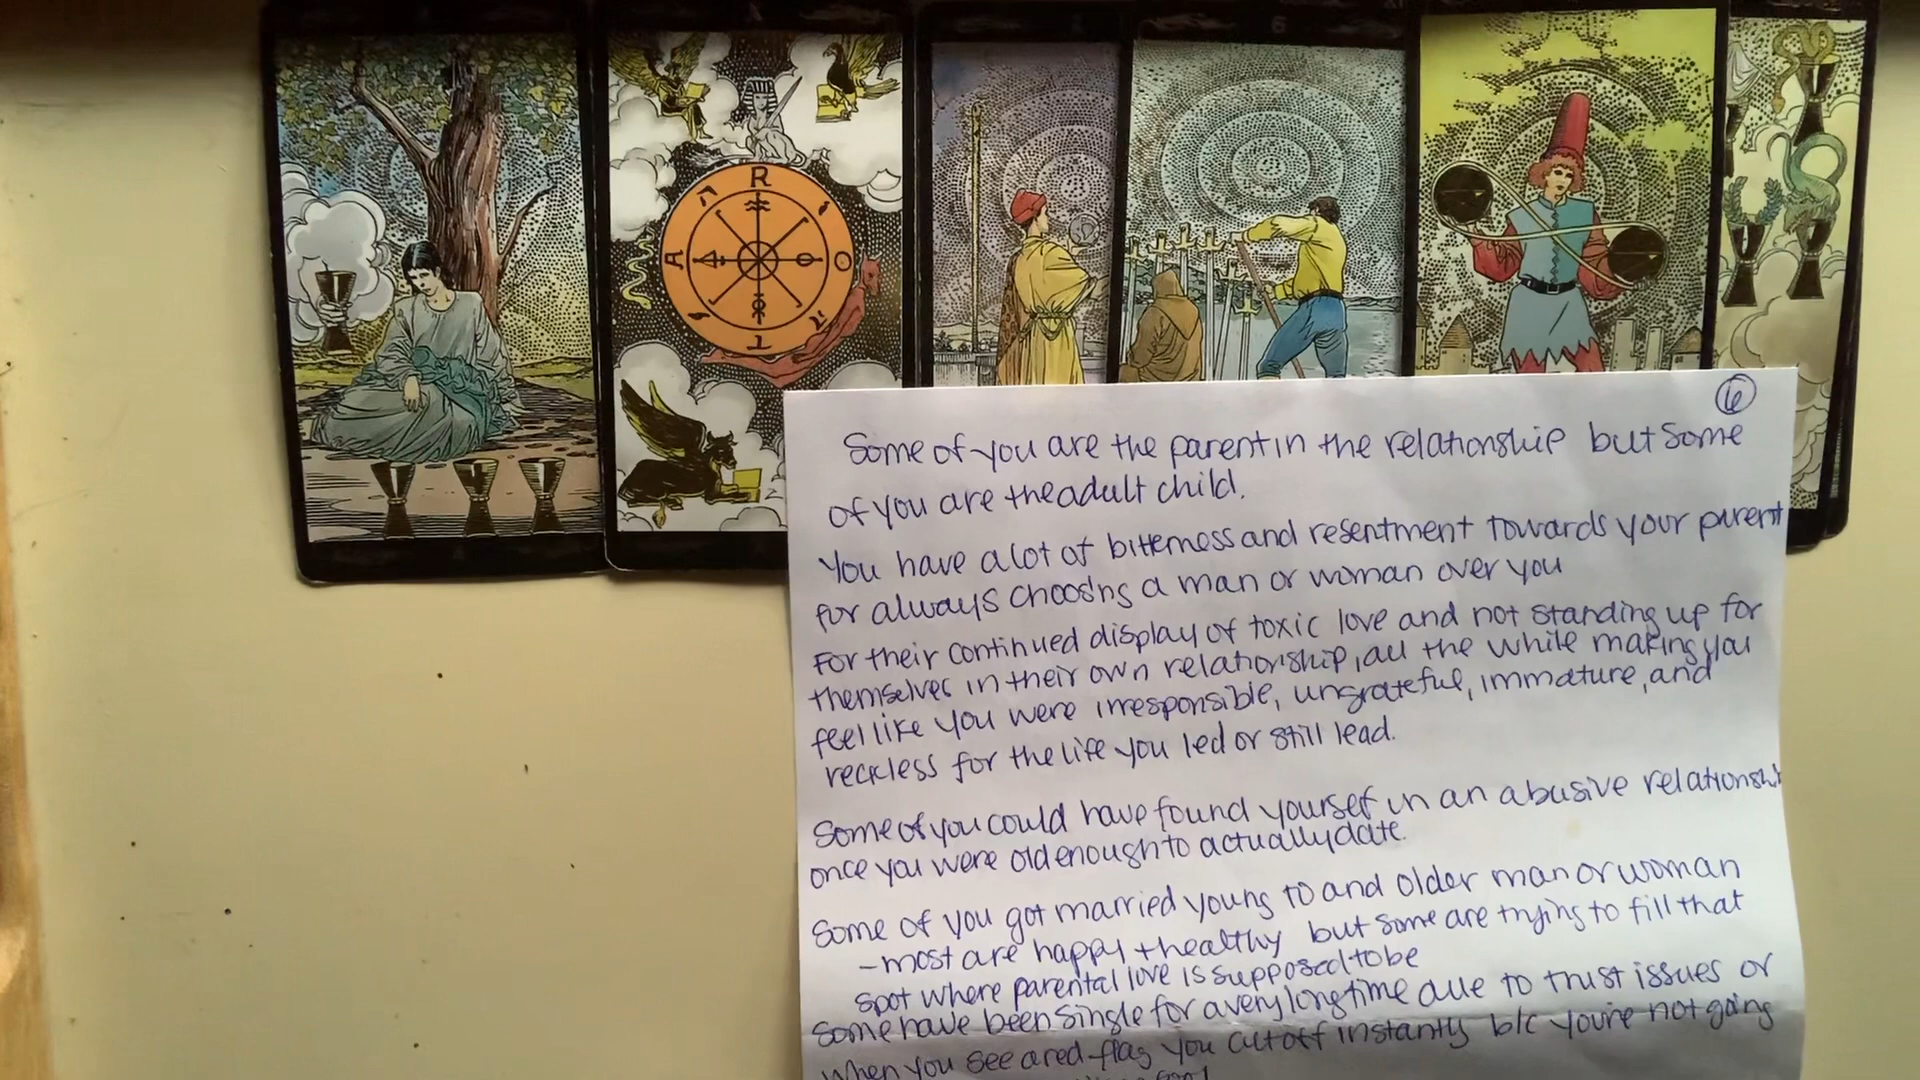 6
R
A
T
O
6
Some of you are the parent in the relationship but some
of you are the adult child.
You have a lot of bitterness and resentment towards your parent
for always choosing a man or woman over you
For their continued display of toxic love and not standing up for
themselves in their own relationship, all the while making you
feel like you were irresponsible, ungrateful, immature, and
reckless for the life you led or still lead.
Some of you could have found yourself in an abusive relationship
once you were old enough to actually date.
Some of you got married young to and older man or woman
- most are happy + healthy but some are trying to fill that
spot where parental love is supposed to be
Some have been single for a very long time due to trust issues or
when you see a red flag you cut off instantly b/c you're not going